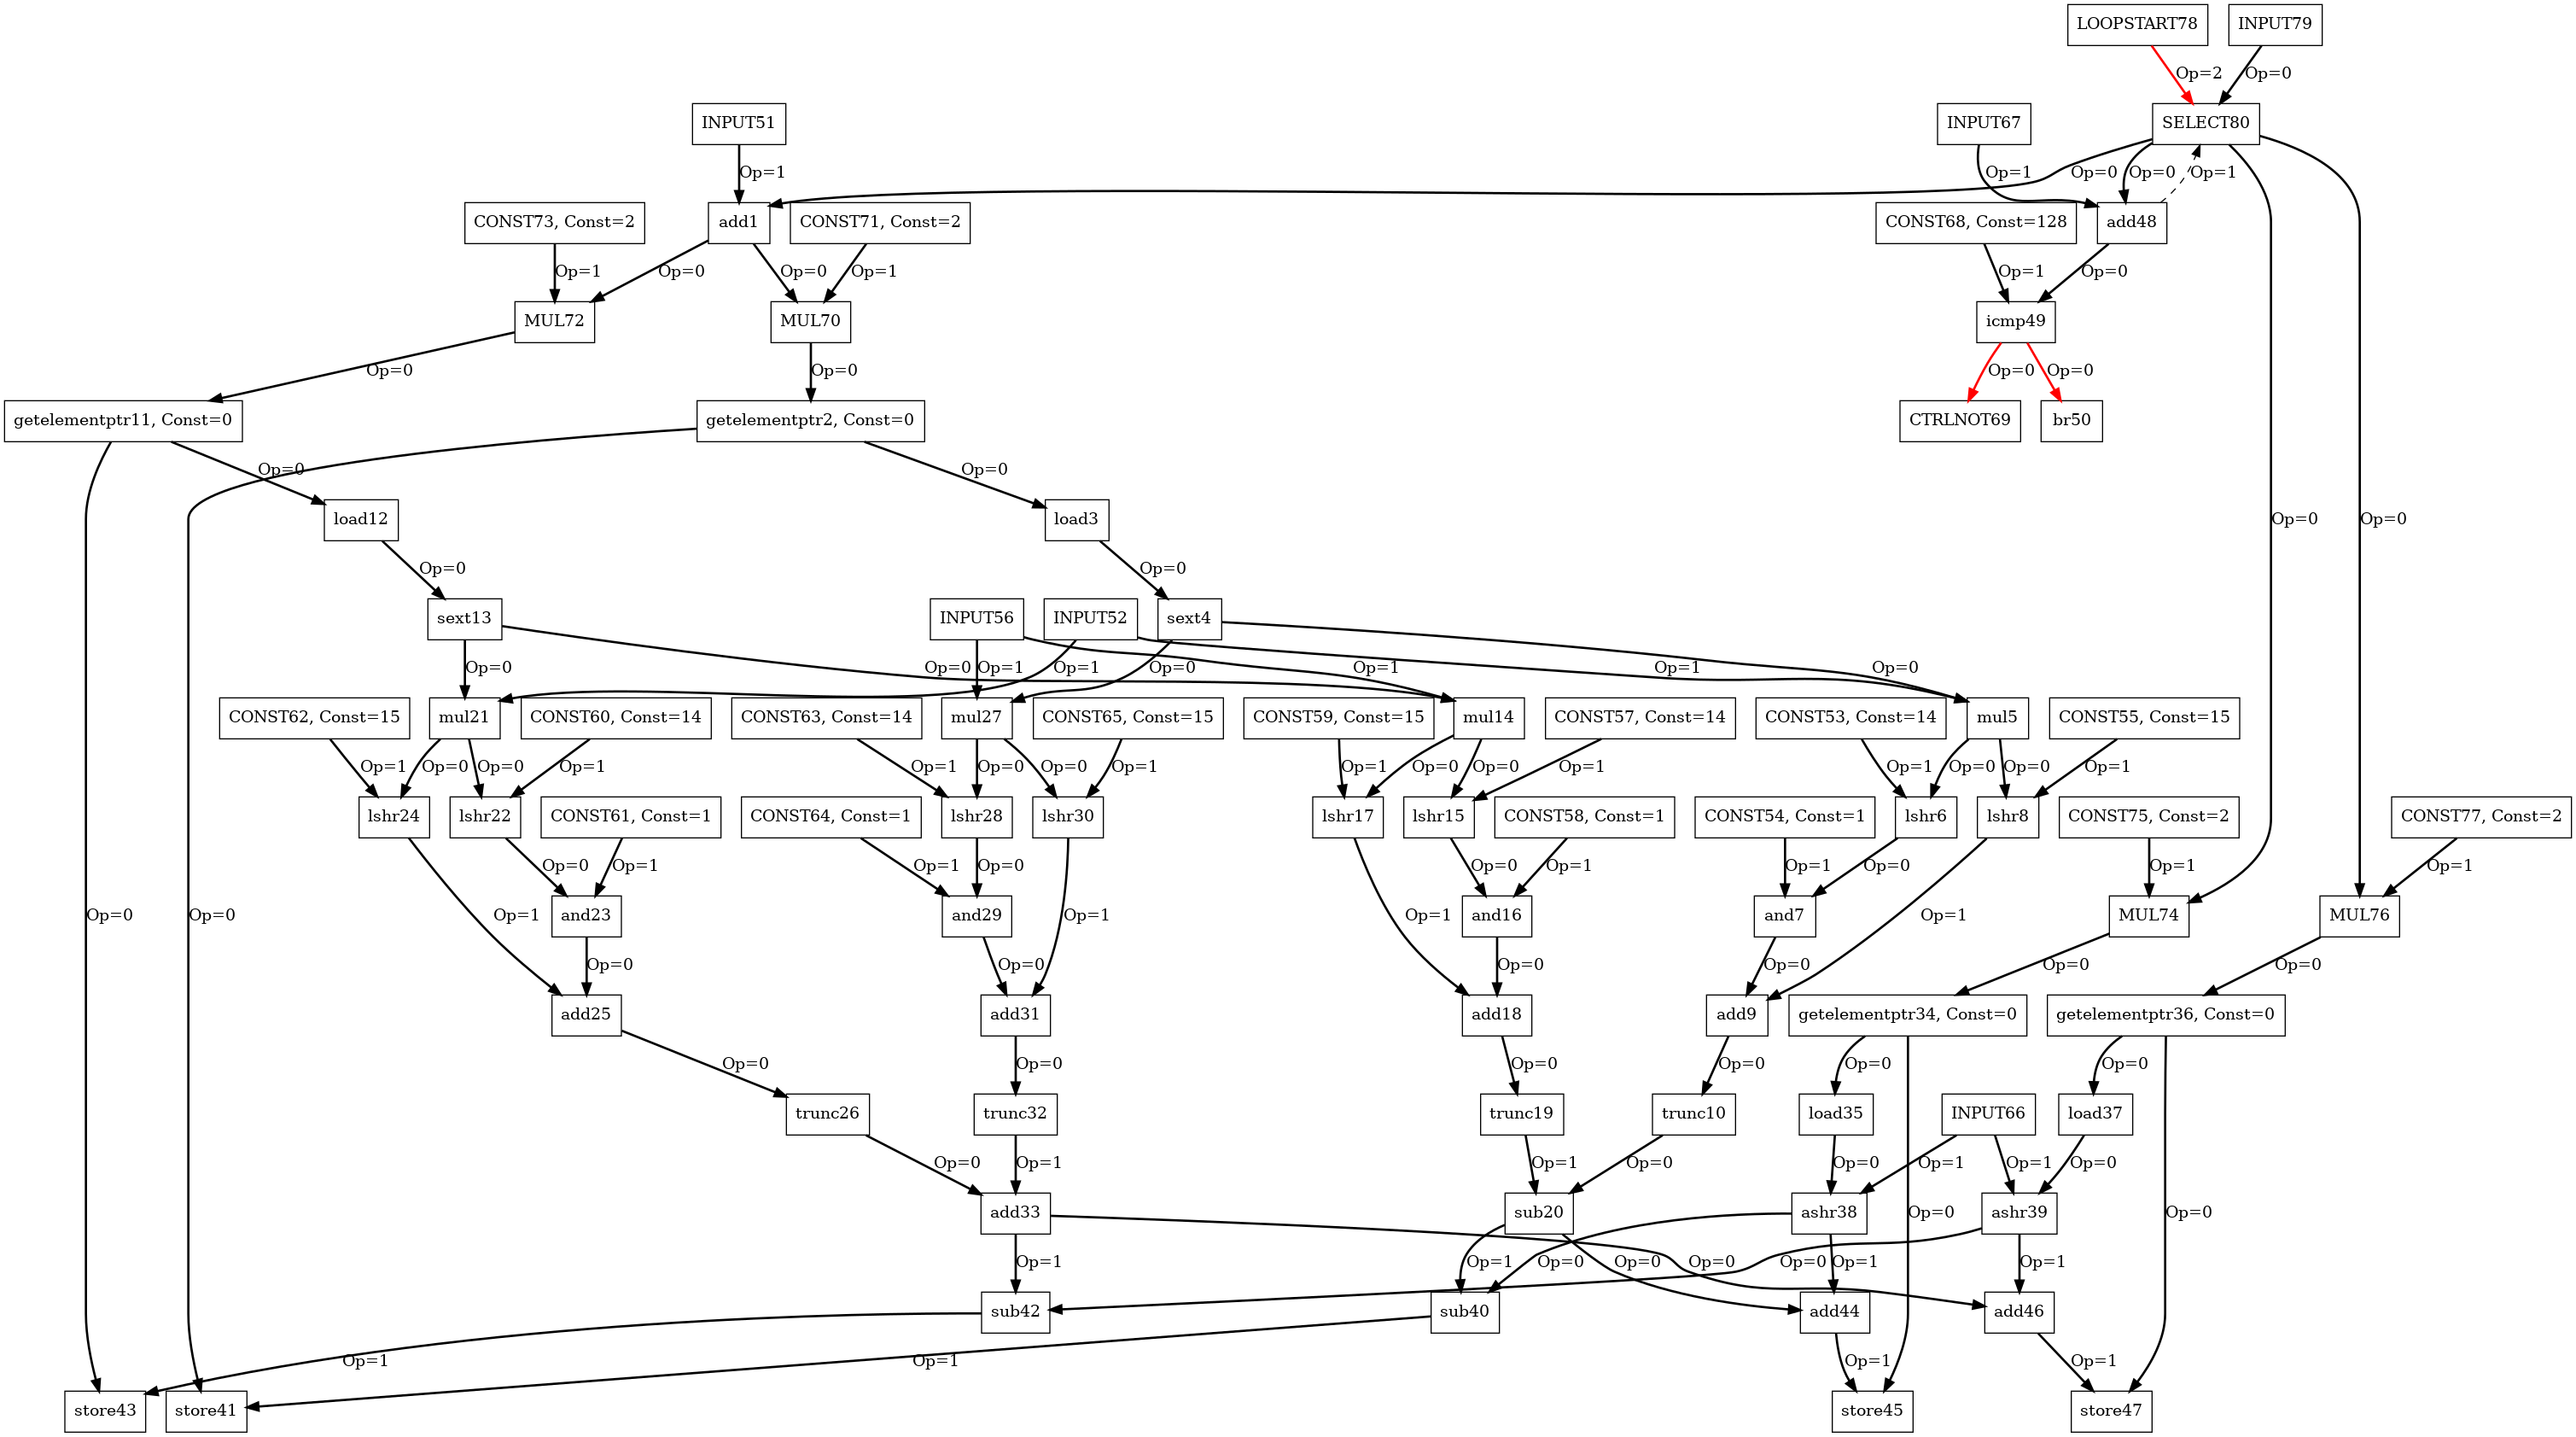 LOOPSTART78
INPUT79
Op=2
Op=0
INPUT51
INPUT67
SELECT80
Op=1
Op=1
Op=0
Op=0
Op=1
CONST73, Const=2
add1
CONST71, Const=2
CONST68, Const=128
add48
Op=1
Op=0
Op=0
Op=1
Op=1
Op=0
MUL72
MUL70
icmp49
Op=0
Op=0
Op=0
Op=0
getelementptr11, Const=0
getelementptr2, Const=0
CTRLNOT69
br50
Op=0
Op=0
load12
load3
Op=0
Op=0
Op=0
Op=0
sext13
INPUT56
INPUT52
sext4
Op=0
Op=0
Op=1
Op=1
Op=0
Op=1
Op=1
Op=0
CONST62, Const=15
mul21
CONST60, Const=14
CONST63, Const=14
mul27
CONST65, Const=15
CONST59, Const=15
mul14
CONST57, Const=14
CONST53, Const=14
mul5
CONST55, Const=15
Op=1
Op=0
Op=0
Op=1
Op=1
Op=0
Op=0
Op=1
Op=1
Op=0
Op=0
Op=1
Op=1
Op=0
Op=0
Op=1
lshr24
lshr22
CONST61, Const=1
CONST64, Const=1
lshr28
lshr30
lshr17
lshr15
CONST58, Const=1
CONST54, Const=1
lshr6
lshr8
CONST75, Const=2
CONST77, Const=2
Op=0
Op=1
Op=1
Op=0
Op=0
Op=1
Op=1
Op=0
Op=1
Op=1
Op=0
Op=0
Op=1
and23
and29
Op=1
Op=1
and16
and7
Op=1
MUL74
MUL76
Op=0
Op=0
Op=0
Op=0
Op=0
Op=0
add25
add31
add18
add9
getelementptr34, Const=0
getelementptr36, Const=0
Op=0
Op=0
Op=0
Op=0
Op=0
Op=0
trunc26
trunc32
trunc19
trunc10
load35
INPUT66
load37
Op=0
Op=1
Op=1
Op=0
Op=0
Op=1
Op=1
Op=0
add33
sub20
ashr38
Op=0
ashr39
Op=0
Op=1
Op=1
Op=0
Op=0
Op=0
Op=0
Op=1
Op=1
sub42
sub40
add44
add46
Op=1
Op=1
Op=1
Op=1
store43
store41
store45
store47